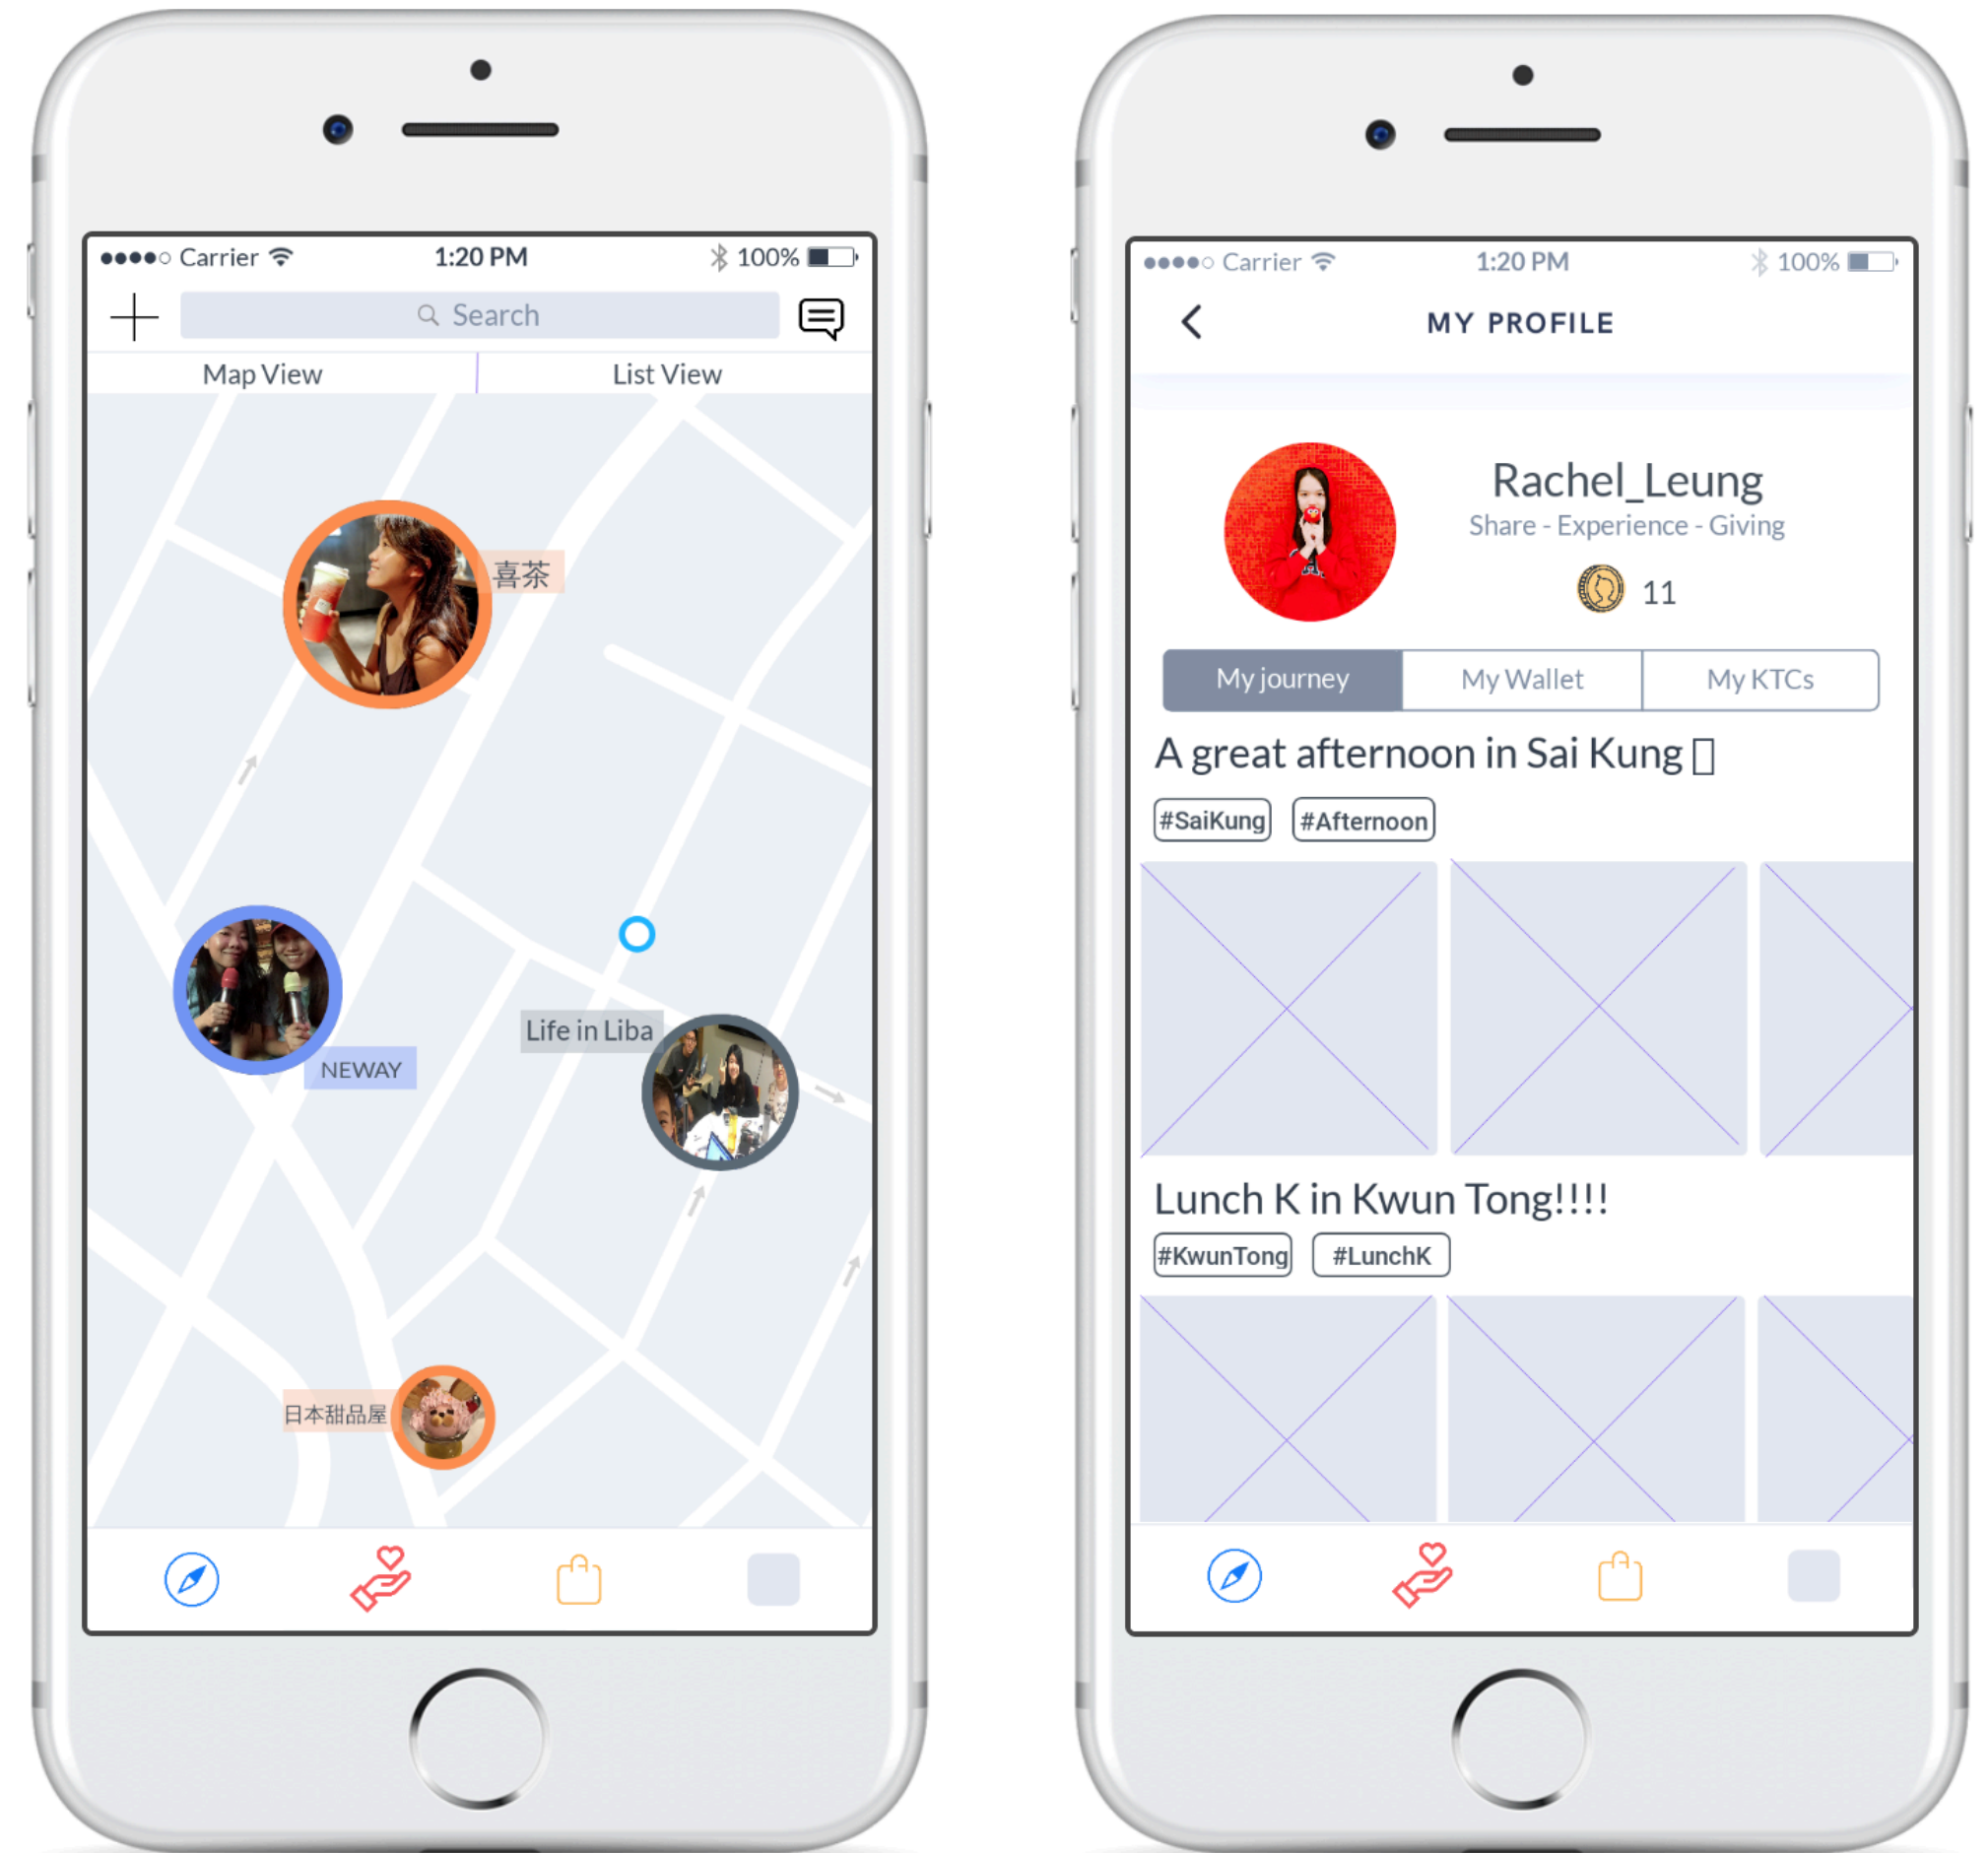 Carrier 1:20 PM 100%
Search
Map View List View
喜茶
NEWAY
Life in Liba
日本甜品屋
Carrier 1:20 PM 100%
MY PROFILE
Rachel_Leung
Share - Experience - Giving
11
My journey My Wallet My KTCs
A great afternoon in Sai Kung
#SaiKung #Afternoon
Lunch K in Kwun Tong!!!!
#KwunTong #LunchK